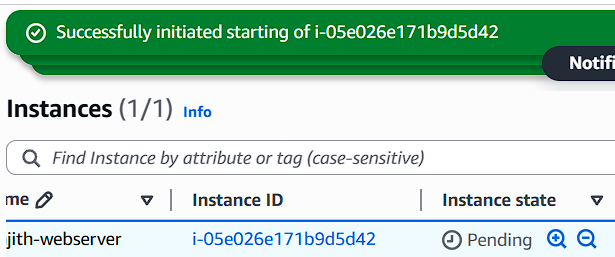 Successfully initiated starting of i-05e026e171b9d5d42
Notifi
Instances (1/1) Info
Find Instance by attribute or tag (case-sensitive)
me Instance ID Instance state
jith-webserver i-05e026e171b9d5d42 Pending